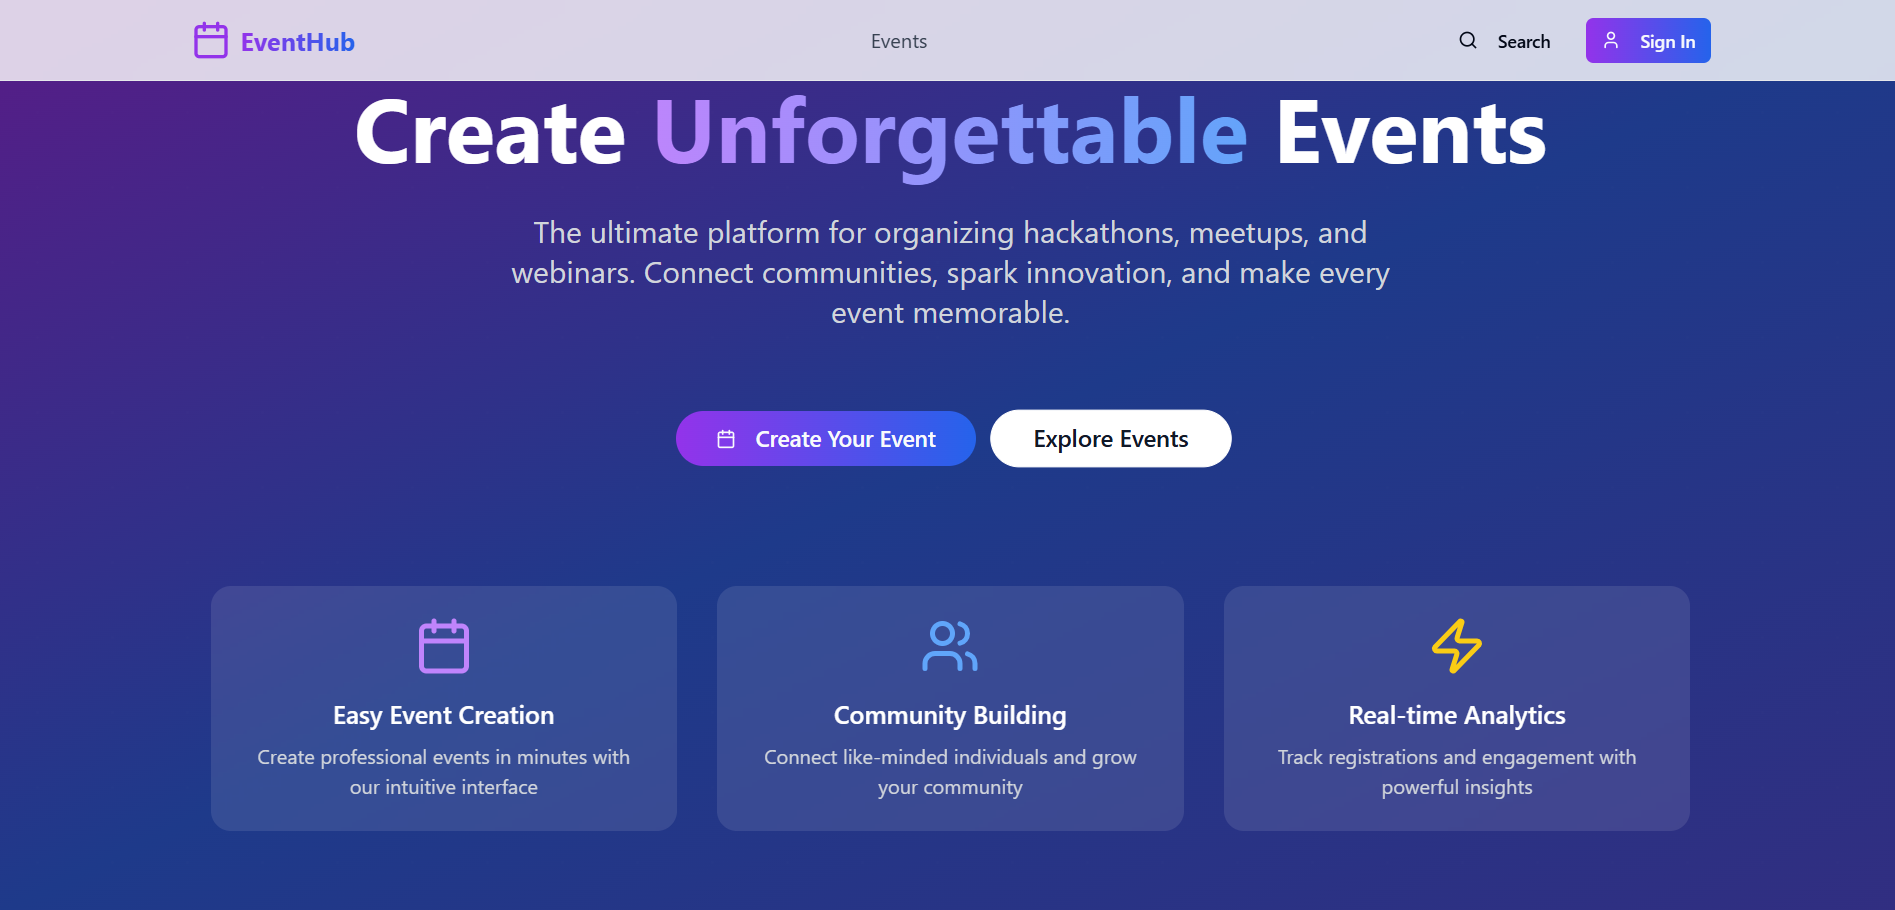 EventHub
Events
Search
Sign In
Create Unforgettable Events
The ultimate platform for organizing hackathons, meetups, and
webinars. Connect communities, spark innovation, and make every
event memorable.
Create Your Event
Explore Events
Easy Event Creation
Create professional events in minutes with
our intuitive interface
Community Building
Connect like-minded individuals and grow
your community
Real-time Analytics
Track registrations and engagement with
powerful insights